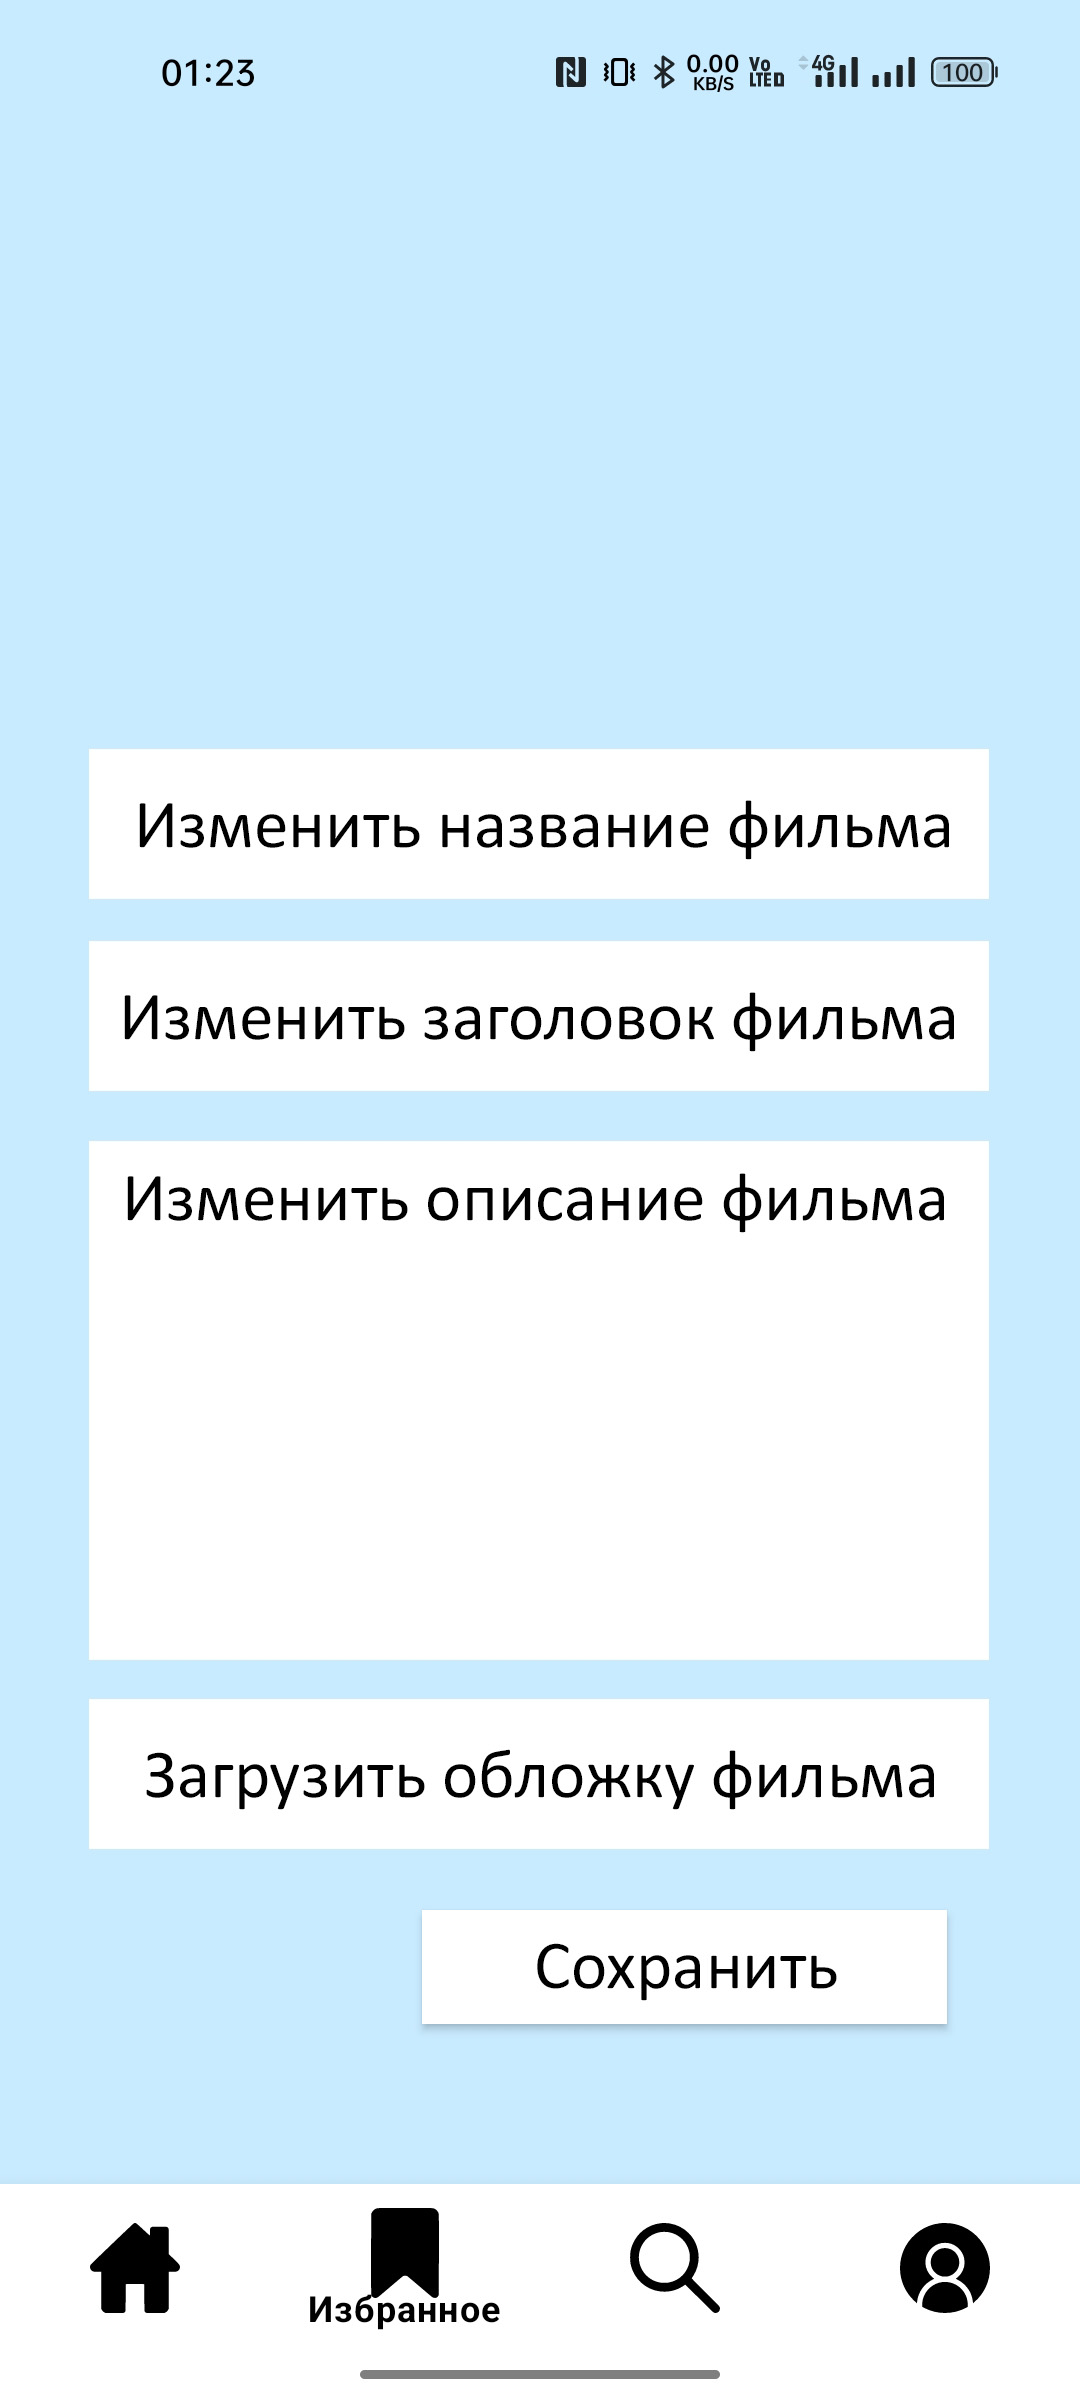 01:23 0.00 KB/S Vo LTE D 4G 100
Изменить название фильма
Изменить заголовок фильма
Изменить описание фильма
Загрузить обложку фильма
Сохранить
Избранное